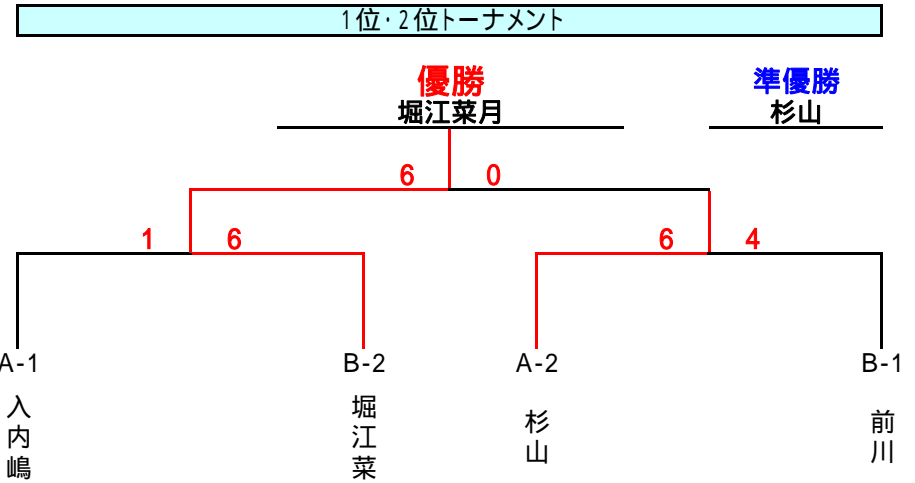 1位・2位トーナメント
優勝
準優勝
堀江菜月
杉山
6 0
1 6 6 4
A-1 B-2 A-2 B-1
入内嶋
堀江菜
杉山
前川